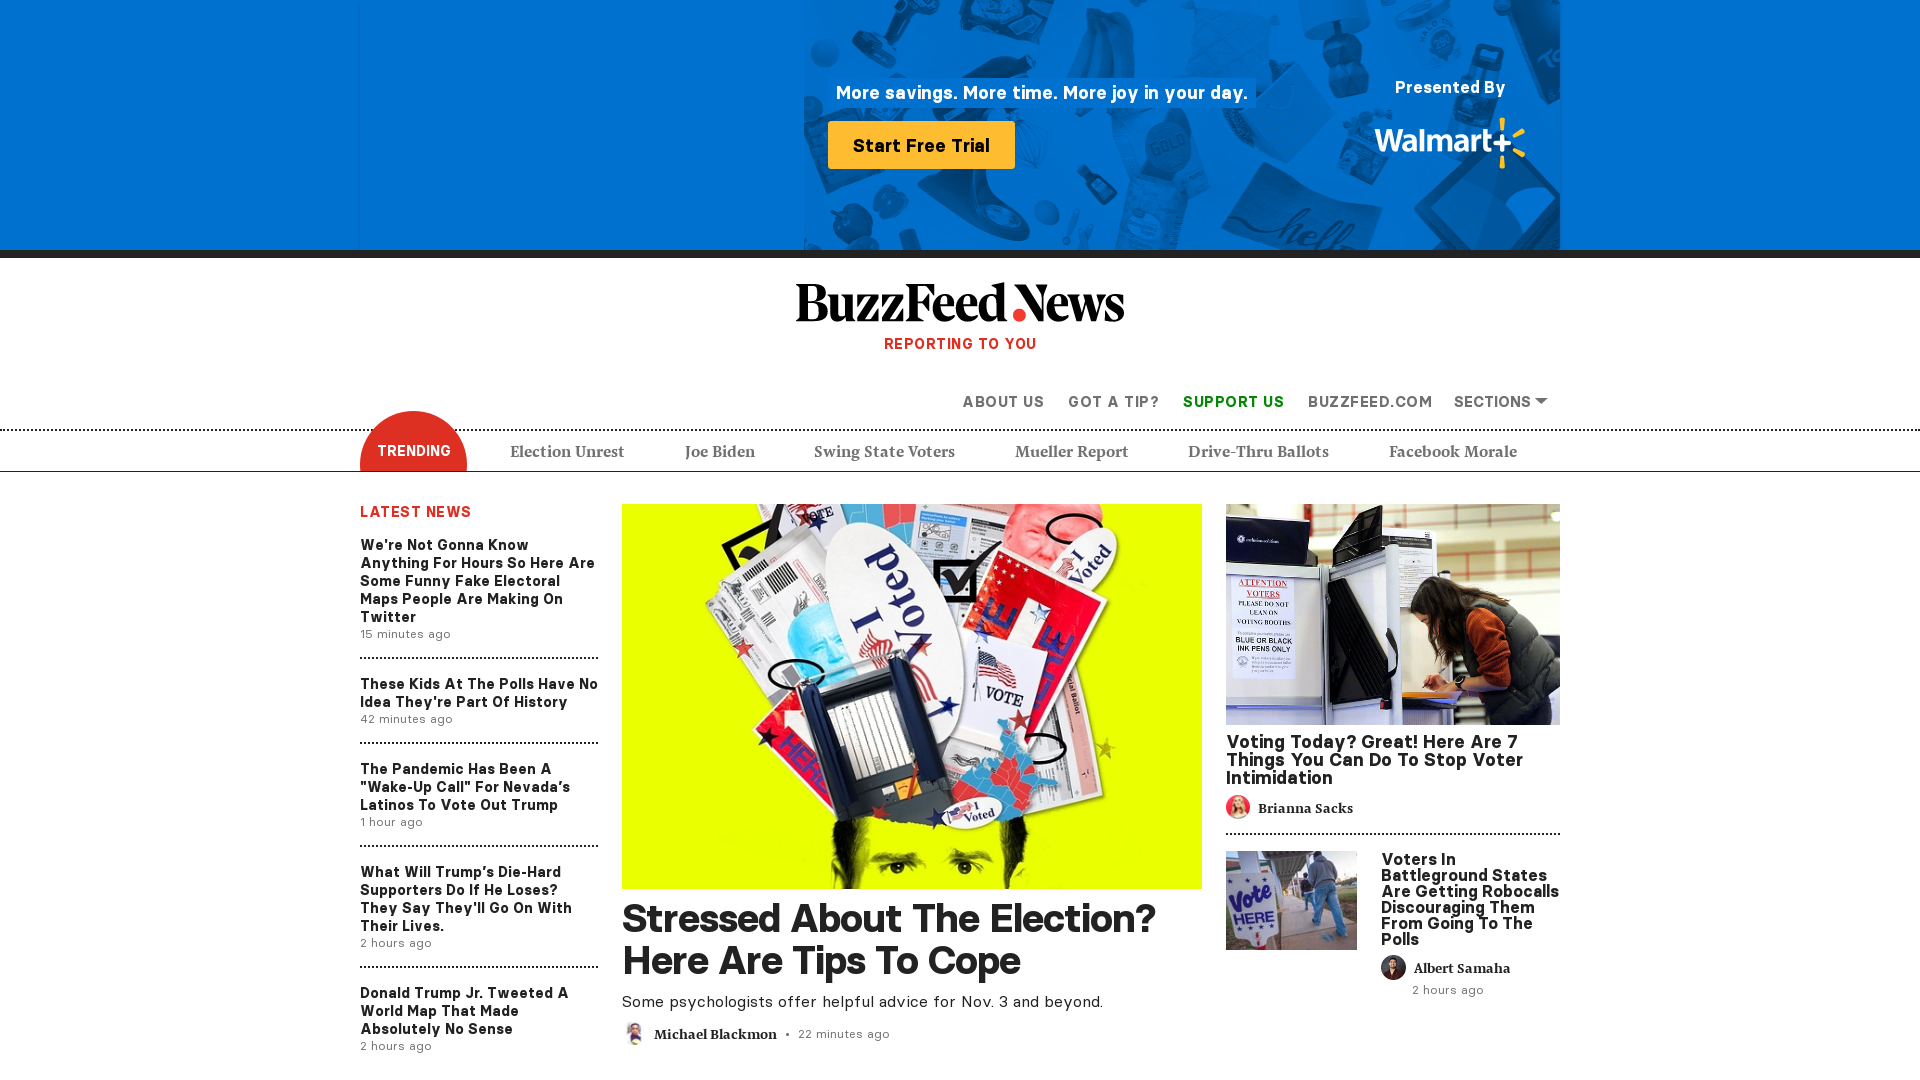 More savings. More time. More joy in your day.
Start Free Trial
Presented By
Walmart+
BuzzFeed News
REPORTING TO YOU
ABOUT US
GOT A TIP?
SUPPORT US
BUZZFEED.COM
SECTIONS
TRENDING
Election Unrest
Joe Biden
Swing State Voters
Mueller Report
Drive-Thru Ballots
Facebook Morale
LATEST NEWS
We're Not Gonna Know
Anything For Hours So Here Are
Some Funny Fake Electoral
Maps People Are Making On
Twitter
15 minutes ago
These Kids At The Polls Have No
Idea They're Part Of History
42 minutes ago
The Pandemic Has Been A
"Wake-Up Call" For Nevada’s
Latinos To Vote Out Trump
1 hour ago
What Will Trump’s Die-Hard
Supporters Do If He Loses?
They Say They'll Go On With
Their Lives.
2 hours ago
Donald Trump Jr. Tweeted A
World Map That Made
Absolutely No Sense
2 hours ago
VOTE
I Voted
I Voted
VOTE
HERE
I Voted
Stressed About The Election?
Here Are Tips To Cope
Some psychologists offer helpful advice for Nov. 3 and beyond.
Michael Blackmon • 22 minutes ago
ATTENTION
VOTERS
PLEASE DO NOT
LEAN ON
VOTING BOOTHS
BLUE OR BLACK
INK PENS ONLY
Voting Today? Great! Here Are 7
Things You Can Do To Stop Voter
Intimidation
Brianna Sacks
Vote
HERE
Voters In
Battleground States
Are Getting Robocalls
Discouraging Them
From Going To The
Polls
Albert Samaha
2 hours ago